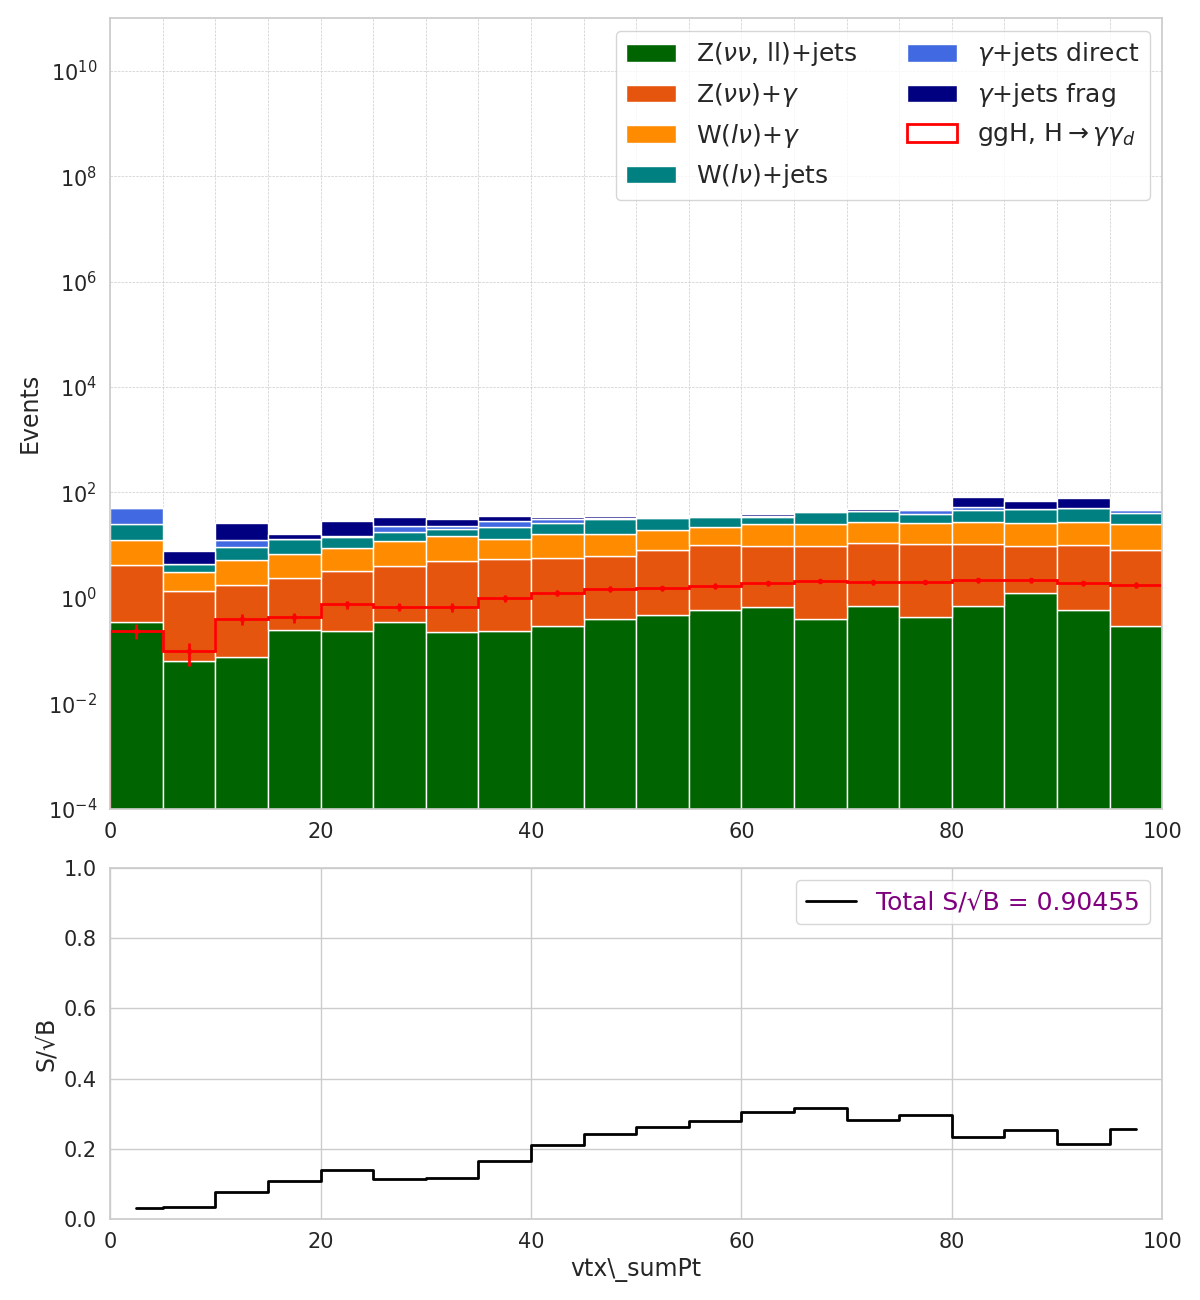 Z(νν, ll)+jets
Z(νν)+γ
W(lν)+γ
W(lν)+jets
γ+jets direct
γ+jets frag
ggH, H→γγ_d
10^10
10^8
10^6
10^4
10^2
10^0
10^−2
10^−4
Events
0 20 40 60 80 100
Total S/√B = 0.90455
1.0
0.8
0.6
0.4
0.2
0.0
S/√B
0 20 40 60 80 100
vtx\_sumPt